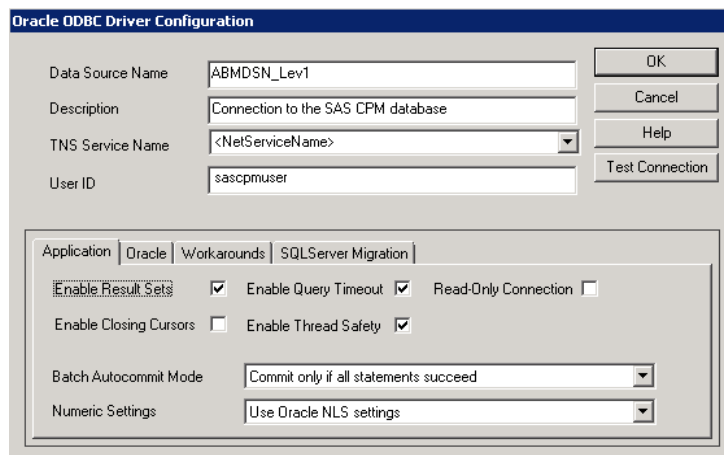 Oracle ODBC Driver Configuration
Data Source Name ABMDSN_Lev1 OK
Description Connection to the SAS CPM database Cancel
TNS Service Name <NetServiceName> Help
User ID sascpmuser Test Connection
Application Oracle Workarounds SQLServer Migration
Enable Result Sets Enable Query Timeout Read-Only Connection
Enable Closing Cursors Enable Thread Safety
Batch Autocommit Mode Commit only if all statements succeed
Numeric Settings Use Oracle NLS settings